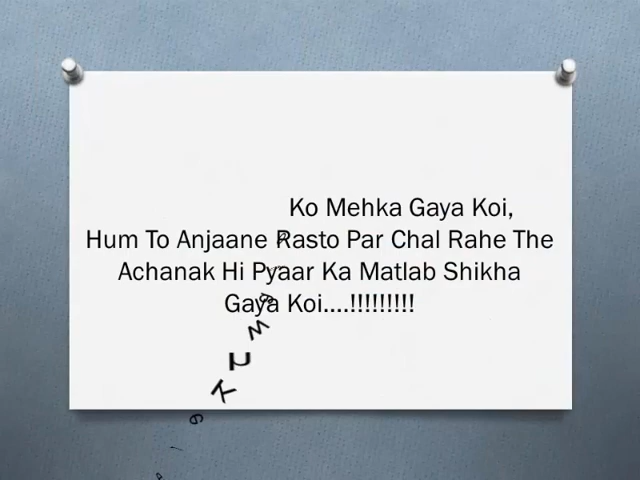 Ko Mehka Gaya Koi,
Hum To Anjaane Rasto Par Chal Rahe The
Achanak Hi Pyaar Ka Matlab Shikha
Gaya Koi....!!!!!!!!!